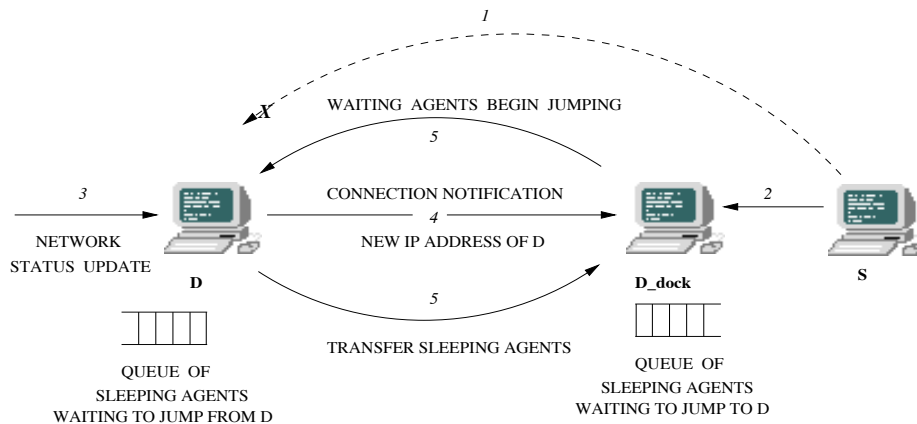 1
X
WAITING AGENTS BEGIN JUMPING
5
3
CONNECTION NOTIFICATION
2
4
NETWORK
STATUS UPDATE
NEW IP ADDRESS OF D
D
D_dock
S
5
TRANSFER SLEEPING AGENTS
QUEUE OF
SLEEPING AGENTS
WAITING TO JUMP FROM D
QUEUE OF
SLEEPING AGENTS
WAITING TO JUMP TO D